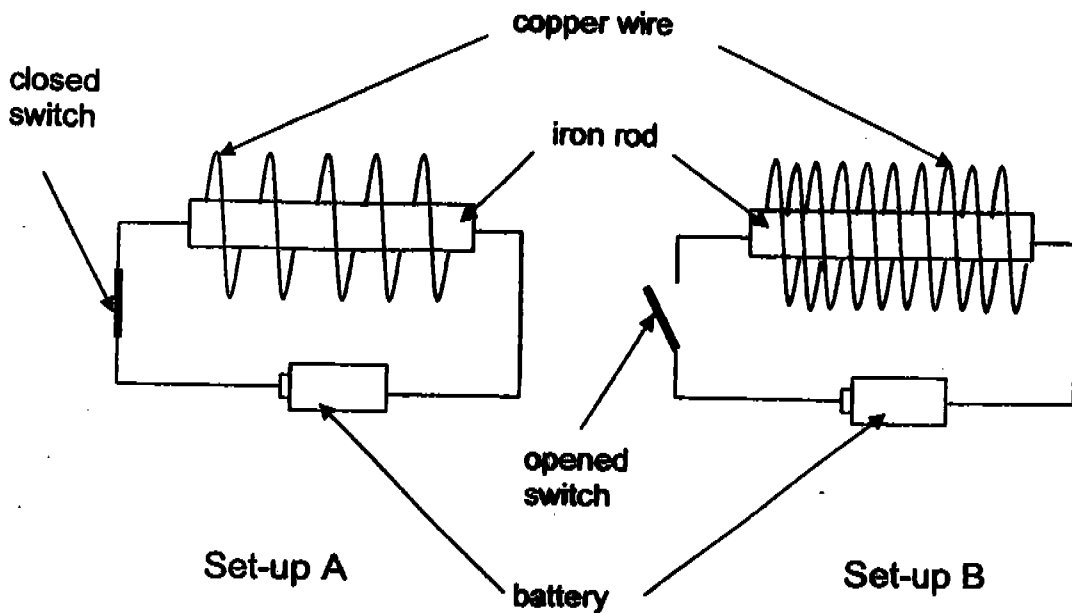 copper wire
closed
switch
iron rod
opened
switch
Set-up A
battery
Set-up B